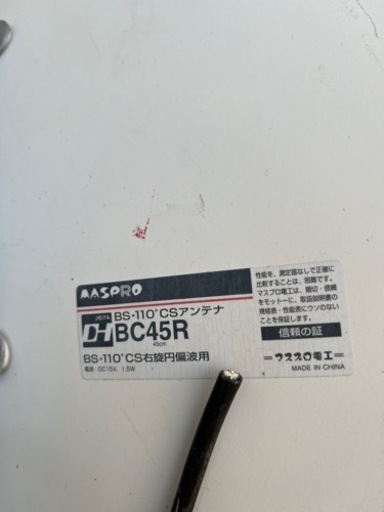 MASPRO
BS・110°CSアンテナ
DH BC45R
45cm
BS・110°CS右旋円偏波用
電源:DC15V, 1.5W
性能を、測定器なしで正確に
比較することは、困難です。
マスプロ電工は、親切・信頼
をモットーに、取扱説明書の
規格表・性能表にウソのない
ことを保証します。
信頼の証
=マスプロ電工=
MADE IN CHINA